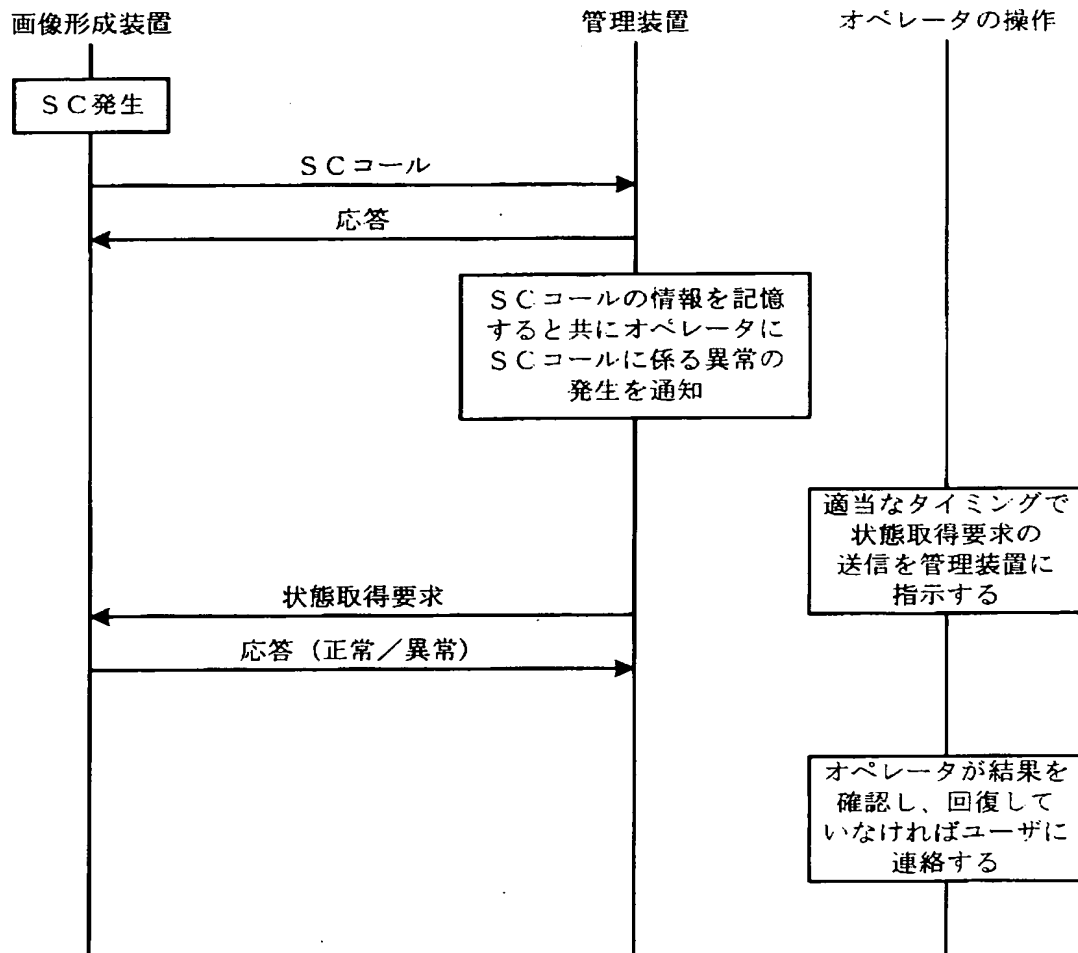 画像形成装置
管理装置
オペレータの操作
ＳＣ発生
ＳＣコール
応答
ＳＣコールの情報を記憶
すると共にオペレータに
ＳＣコールに係る異常の
発生を通知
適当なタイミングで
状態取得要求の
送信を管理装置に
指示する
状態取得要求
応答（正常／異常）
オペレータが結果を
確認し、回復して
いなければユーザに
連絡する